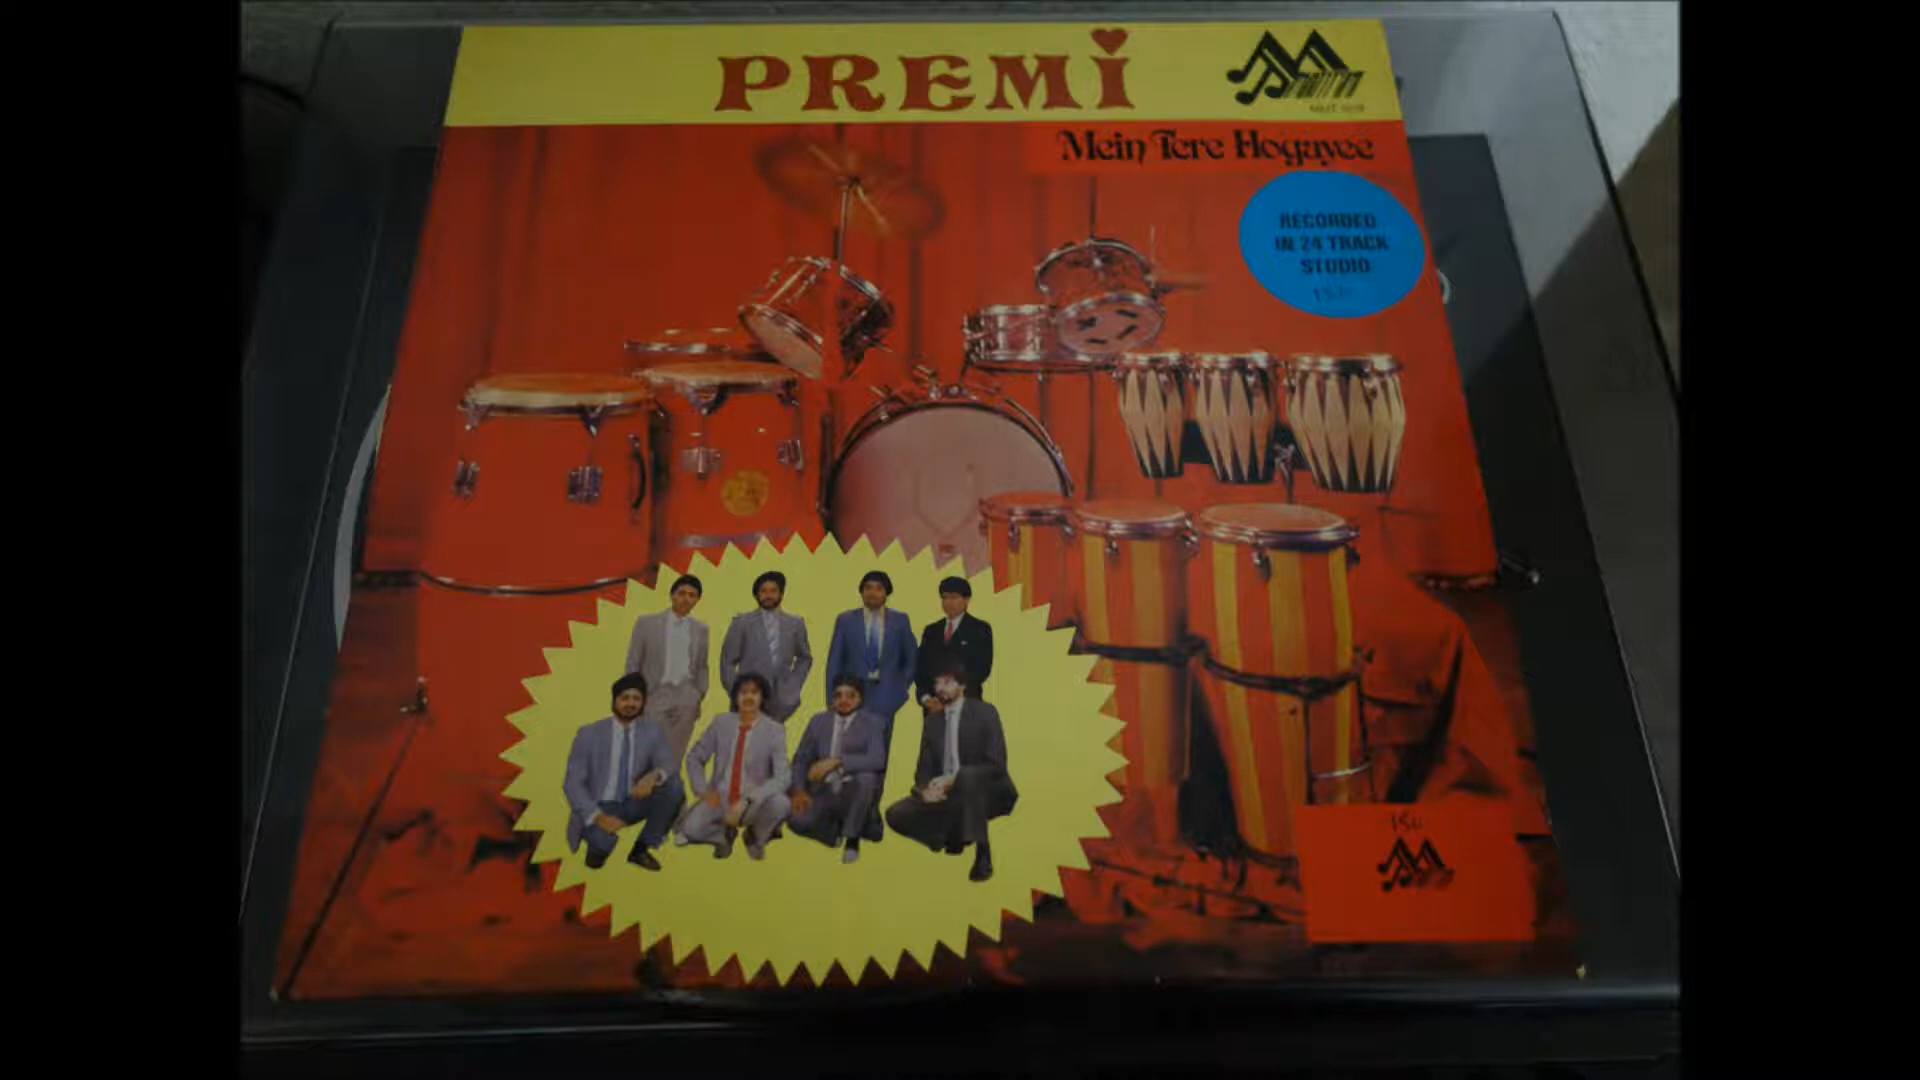 PREMI
Mein Tere Hogayee
RECORDED
IN 24 TRACK
STUDIO